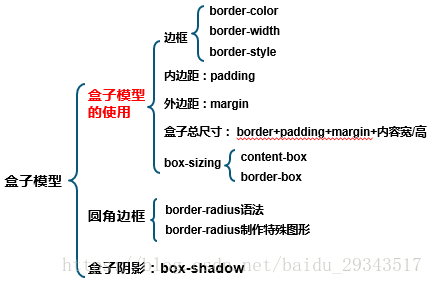 盒子模型
盒子模型
的使用
边框
border-color
border-width
border-style
内边距：padding
外边距：margin
盒子总尺寸： border+padding+margin+内容宽/高
box-sizing
content-box
border-box
圆角边框
border-radius语法
border-radius制作特殊图形
盒子阴影：box-shadow
https://blog.csdn.net/baidu_29343517